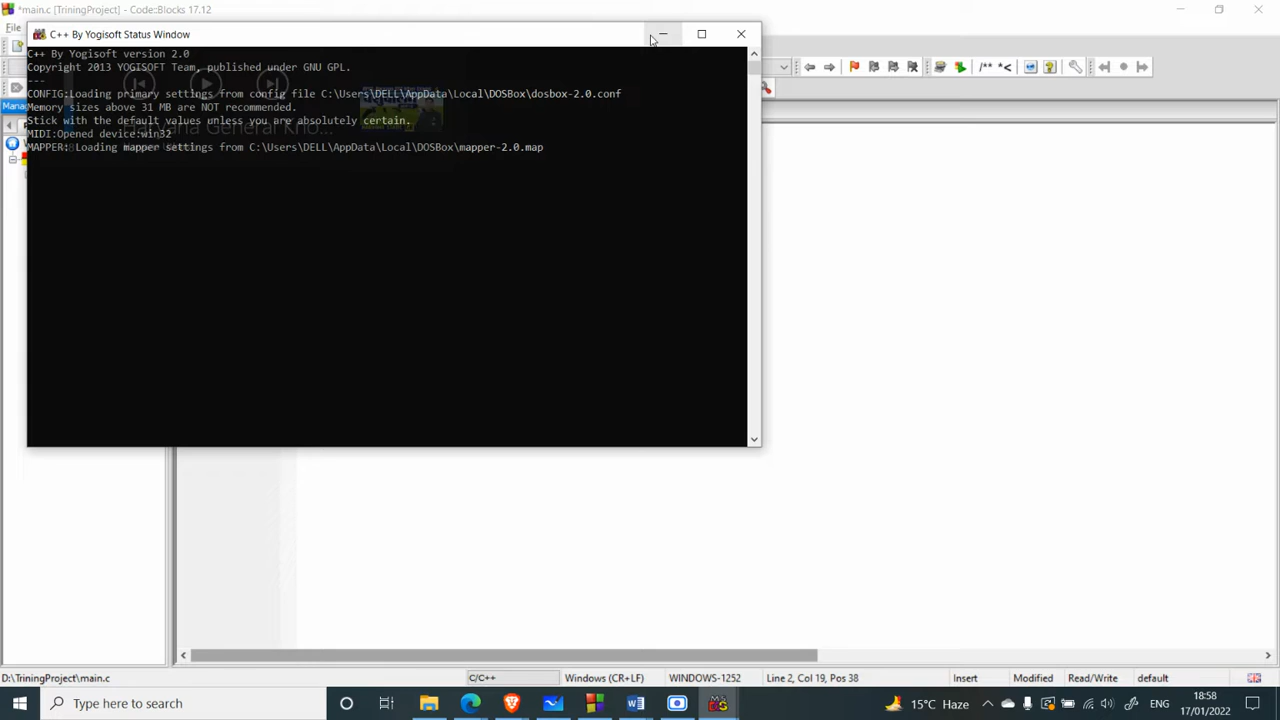 *main.c [TriningProject] - Code::Blocks 17.12
File
C++ By Yogisoft Status Window
C++ By Yogisoft version 2.0
Copyright 2013 YOGISOFT Team, published under GNU GPL.
---
CONFIG:Loading primary settings from config file C:\Users\DELL\AppData\Local\DOSBox\dosbox-2.0.conf
Memory sizes above 31 MB are NOT recommended.
Stick with the default values unless you are absolutely certain.
MIDI:Opened device:win32
MAPPER: Loading mapper settings from C:\Users\DELL\AppData\Local\DOSBox\mapper-2.0.map
General Kno...
Manag
D:\TriningProject\main.c
C/C++
Windows (CR+LF)
WINDOWS-1252
Line 2, Col 19, Pos 38
Insert
Modified
Read/Write
default
Type here to search
15°C Haze
ENG
18:58
17/01/2022